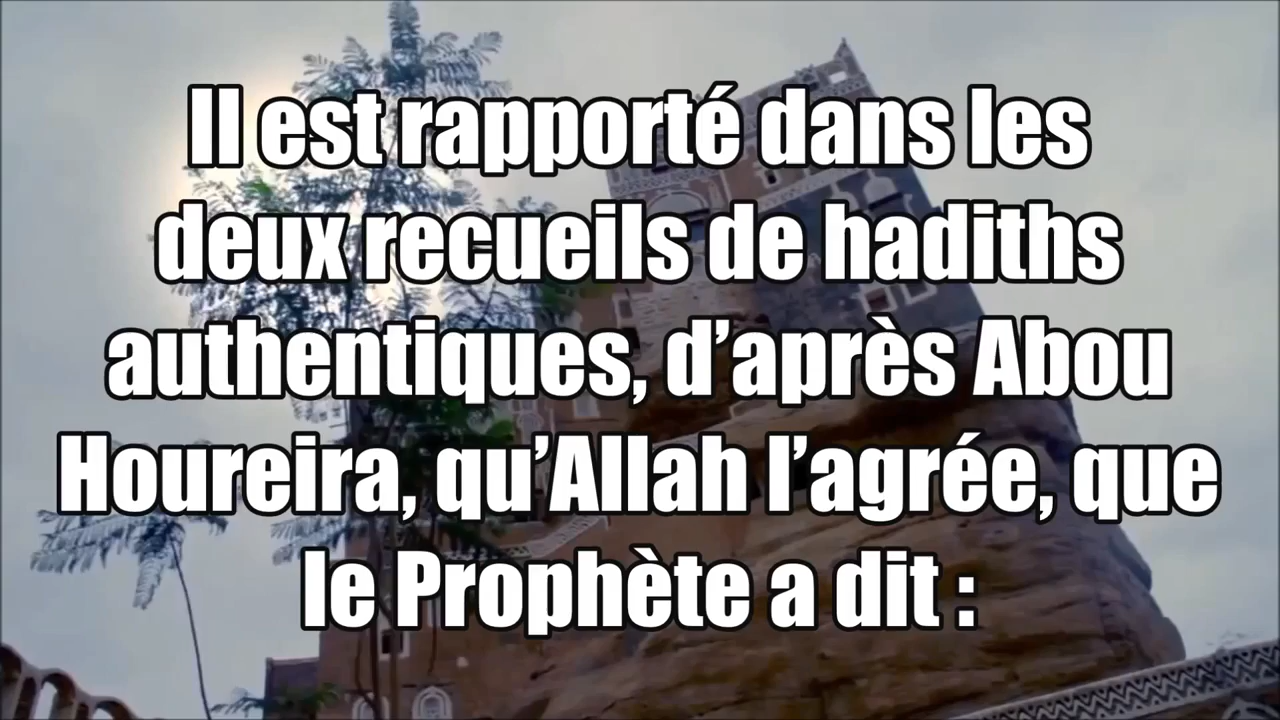 Il est rapporté dans les
deux recueils de hadiths
authentiques, d’après Abou
Houreira, qu’Allah l’agrée, que
le Prophète a dit :